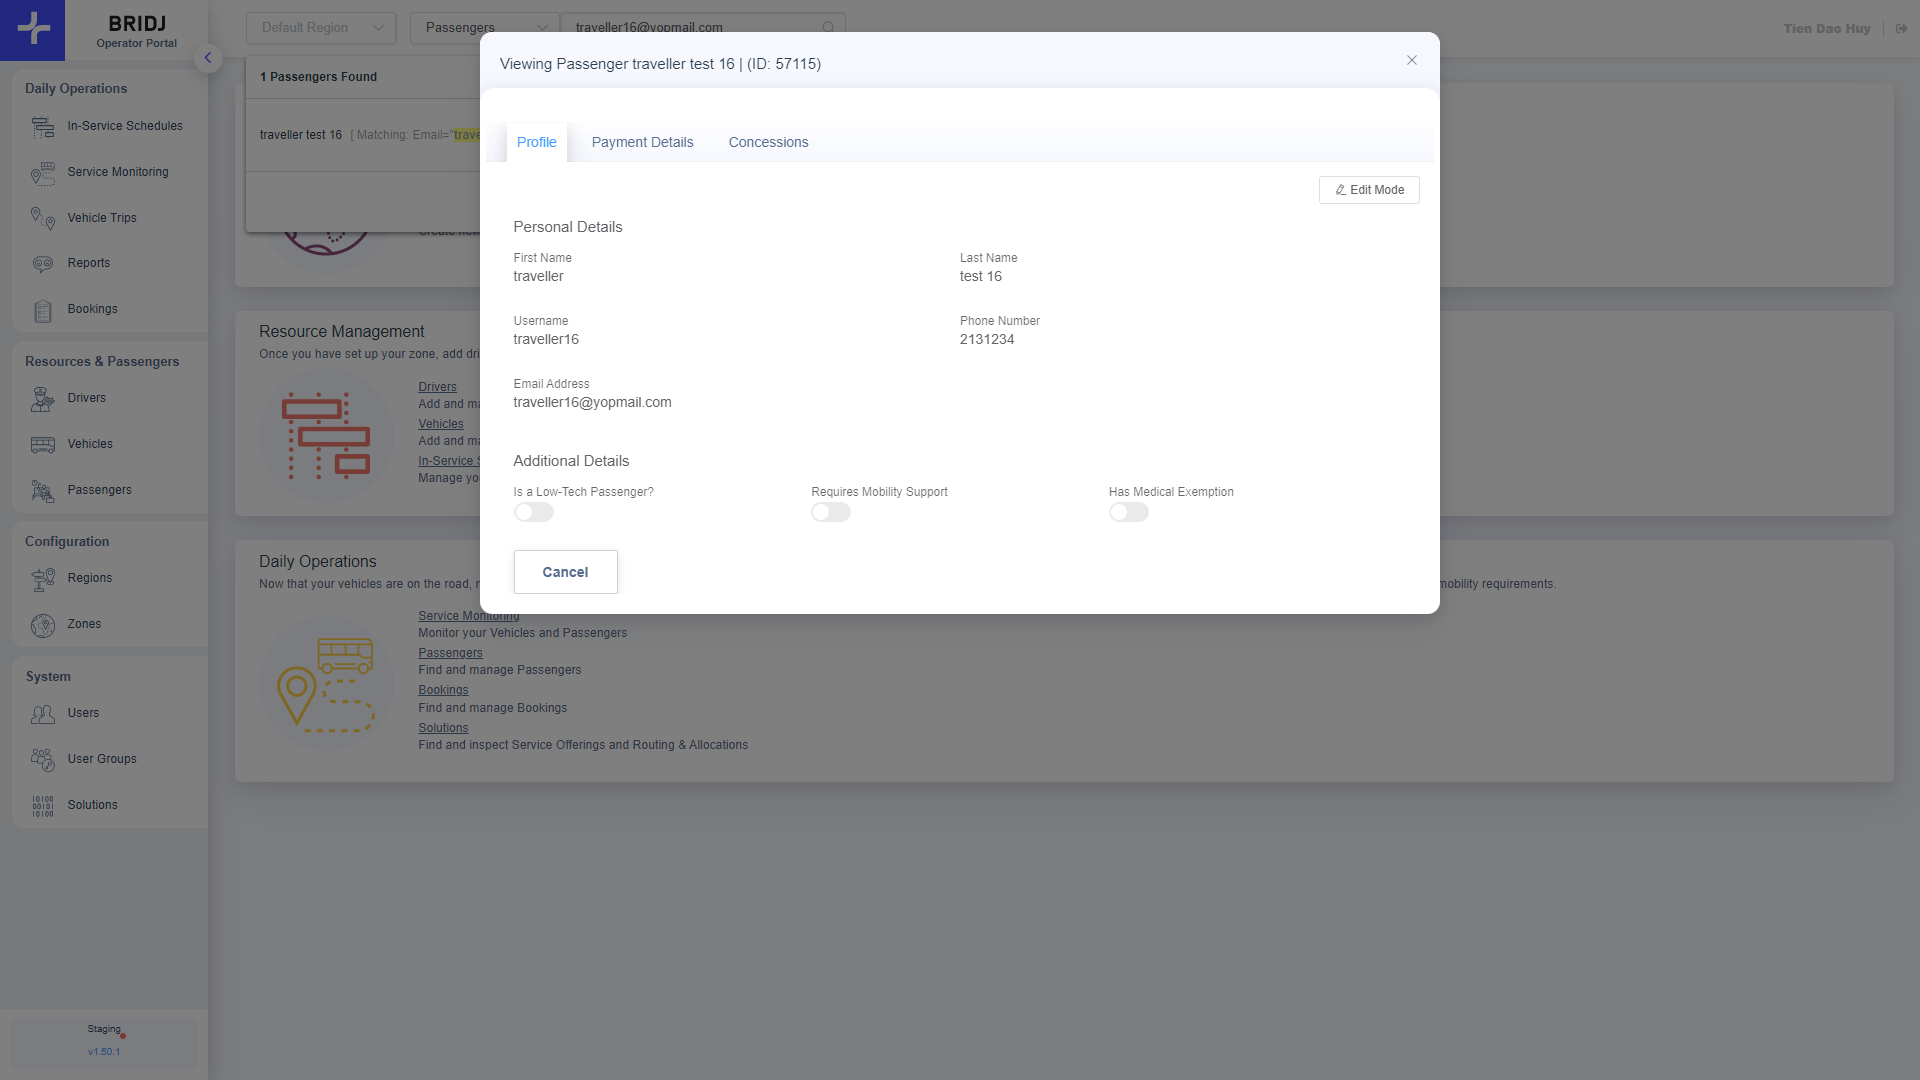 BRIDJ
Operator Portal
Default Region
Passengers
traveller16@yopmail.com
Tien Dao Huy
1 Passengers Found
traveller test 16 [ Matching: Email="trave
Daily Operations
In-Service Schedules
Service Monitoring
Vehicle Trips
Reports
Bookings
Resources & Passengers
Drivers
Vehicles
Passengers
Configuration
Regions
Zones
System
Users
User Groups
Solutions
Staging
v1.50.1
Viewing Passenger traveller test 16 | (ID: 57115)
Profile
Payment Details
Concessions
Edit Mode
Personal Details
First Name
traveller
Last Name
test 16
Username
traveller16
Phone Number
2131234
Email Address
traveller16@yopmail.com
Additional Details
Is a Low-Tech Passenger?
Requires Mobility Support
Has Medical Exemption
Cancel
Create new
Resource Management
Once you have set up your zone, add dri
Drivers
Add and ma
Vehicles
Add and ma
In-Service S
Manage yo
Daily Operations
Now that your vehicles are on the road,
mobility requirements.
Service Monitoring
Monitor your Vehicles and Passengers
Passengers
Find and manage Passengers
Bookings
Find and manage Bookings
Solutions
Find and inspect Service Offerings and Routing & Allocations